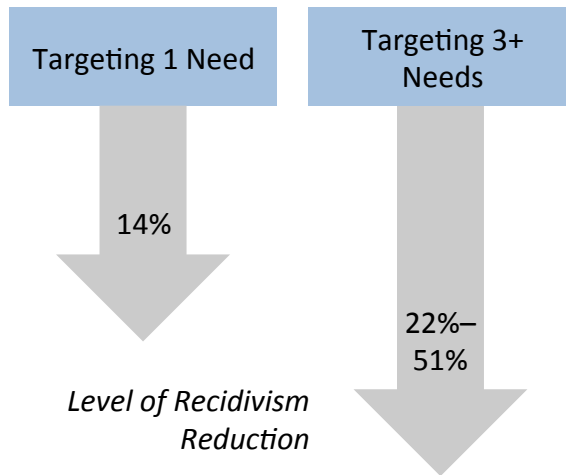 Targeting 1 Need
Targeting 3+
Needs
14%
22%–
51%
Level of Recidivism
Reduction